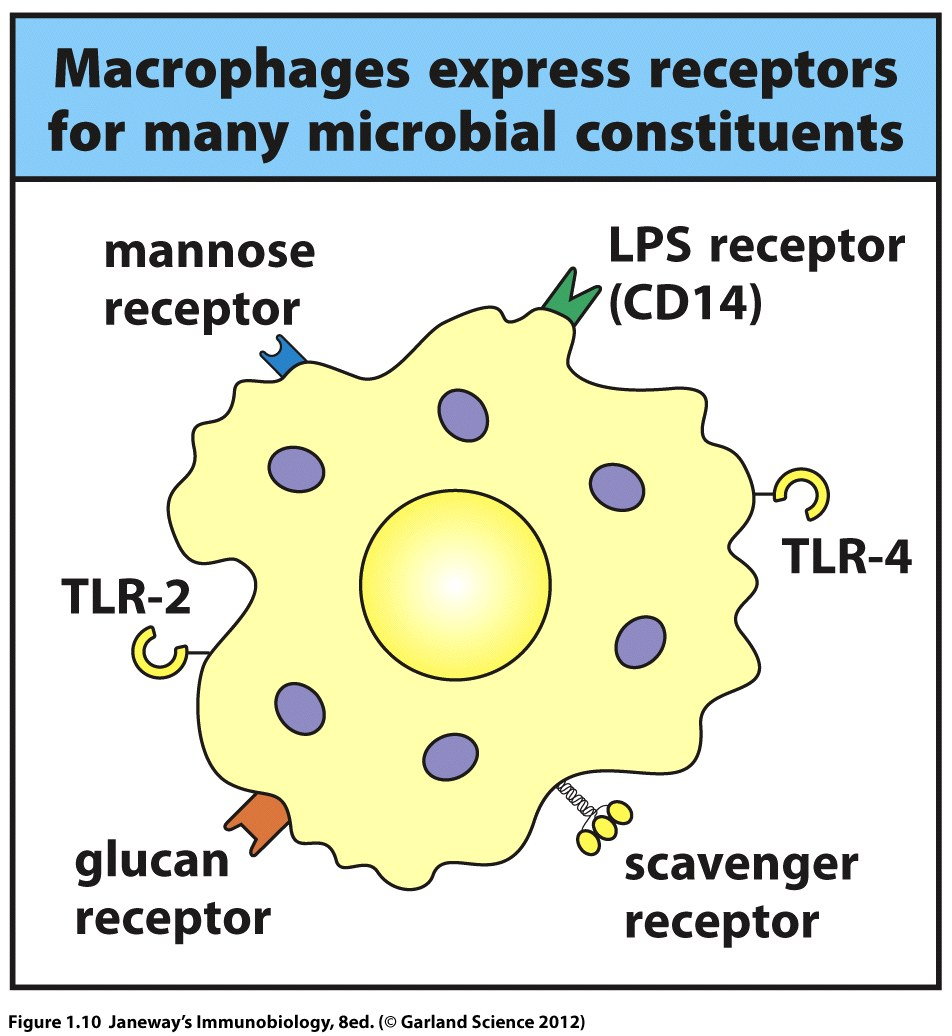 Macrophages express receptors
for many microbial constituents
mannose
receptor
LPS receptor
(CD14)
TLR-4
TLR-2
glucan
receptor
scavenger
receptor
Figure 1.10 Janeway’s Immunobiology, 8ed. (© Garland Science 2012)